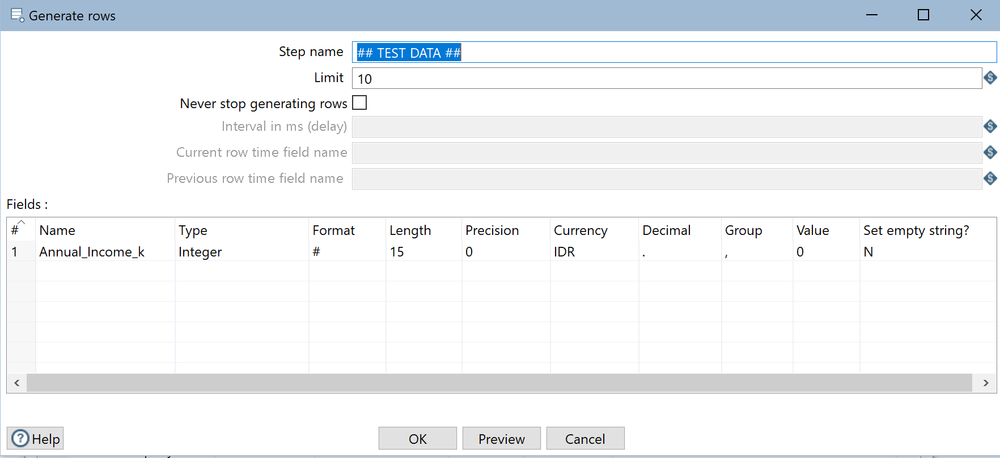 Generate rows
Step name ## TEST DATA ##
Limit 10
Never stop generating rows
Interval in ms (delay)
Current row time field name
Previous row time field name
Fields :
# Name Type Format Length Precision Currency Decimal Group Value Set empty string?
1 Annual_Income_k Integer # 15 0 IDR . , 0 N
Help OK Preview Cancel